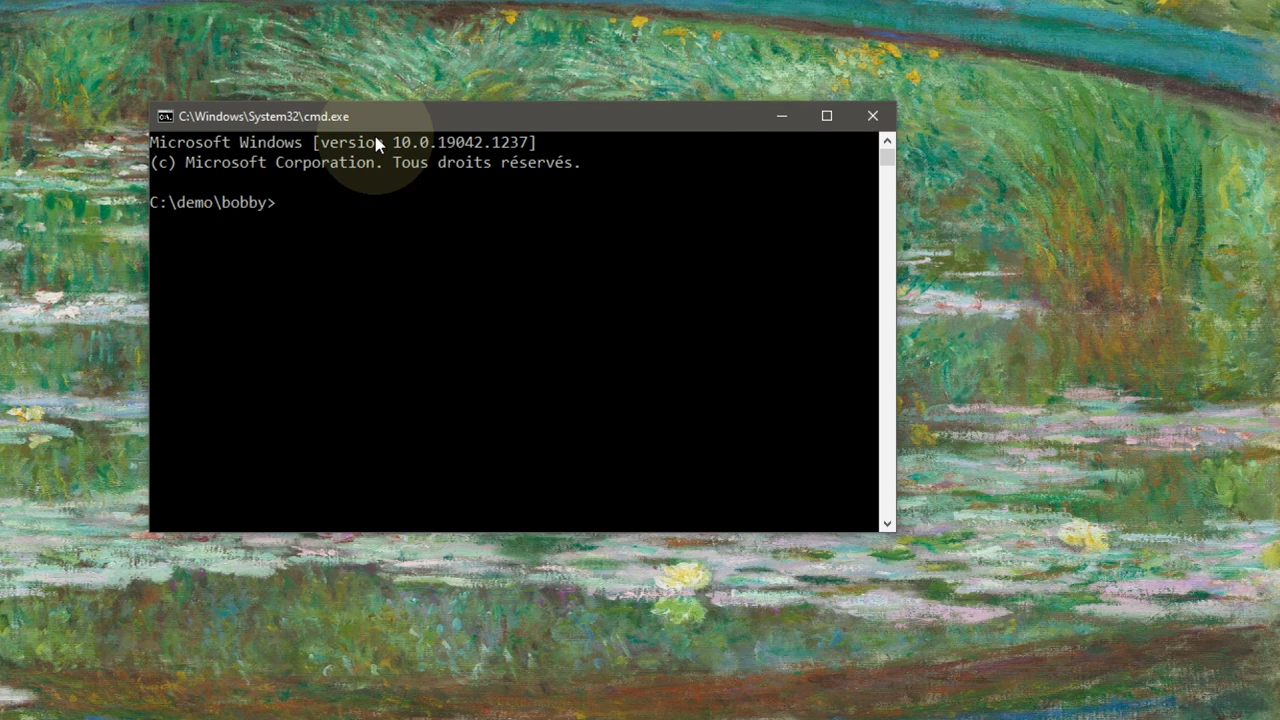 C:\Windows\System32\cmd.exe
Microsoft Windows [version 10.0.19042.1237]
(c) Microsoft Corporation. Tous droits réservés.
C:\demo\bobby>